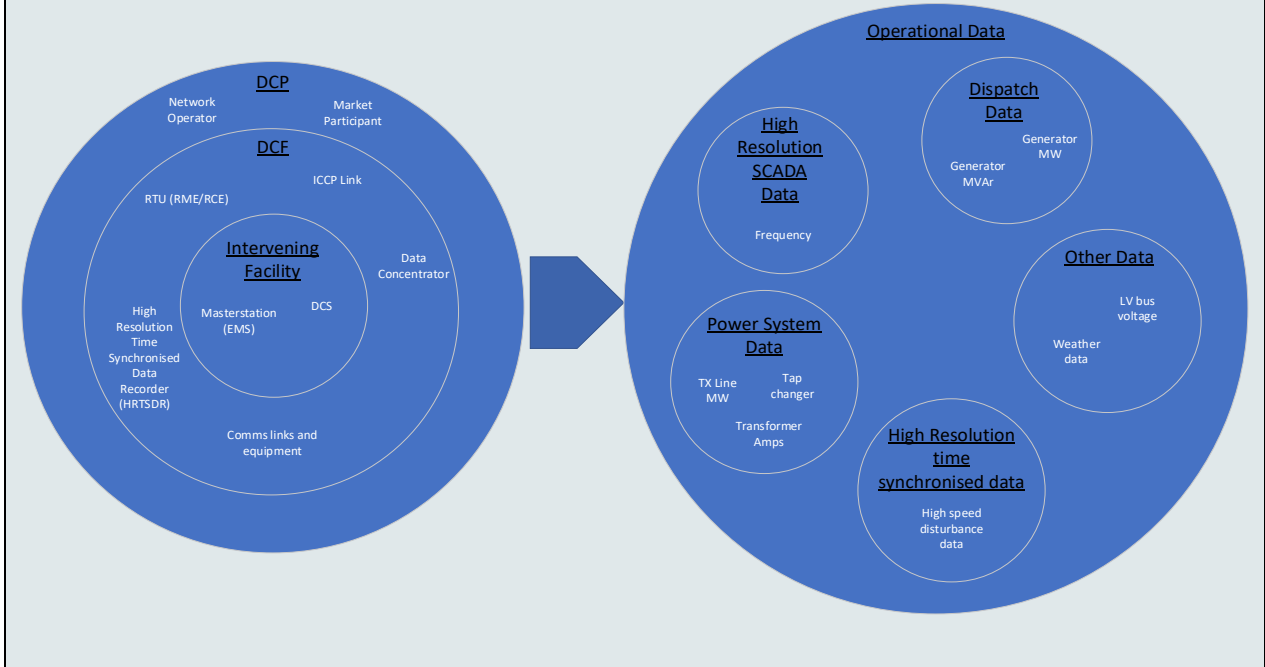 DCP
Network
Operator
Market
Participant
DCF
ICCP Link
RTU (RME/RCE)
Data
Concentrator
Intervening
Facility
Masterstation
(EMS)
DCS
High
Resolution
Time
Synchronised
Data
Recorder
(HRTSDR)
Comms links and
equipment
Operational Data
Dispatch
Data
Generator
MW
Generator
MVAr
High
Resolution
SCADA
Data
Frequency
Other Data
LV bus
voltage
Weather
data
Power System
Data
TX Line
MW
Tap
changer
Transformer
Amps
High Resolution
time
synchronised data
High speed
disturbance
data